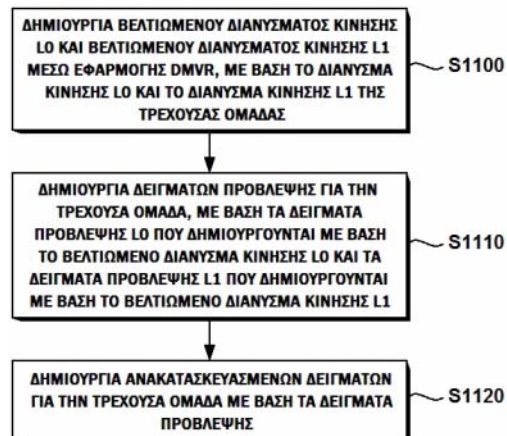 ΔΗΜΙΟΥΡΓΙΑ ΒΕΛΤΙΩΜΕΝΟΥ ΔΙΑΝΥΣΜΑΤΟΣ ΚΙΝΗΣΗΣ
L0 ΚΑΙ ΒΕΛΤΙΩΜΕΝΟΥ ΔΙΑΝΥΣΜΑΤΟΣ ΚΙΝΗΣΗΣ L1
ΜΕΣΩ ΕΦΑΡΜΟΓΗΣ DMVR, ΜΕ ΒΑΣΗ ΤΟ ΔΙΑΝΥΣΜΑ
ΚΙΝΗΣΗΣ L0 ΚΑΙ ΤΟ ΔΙΑΝΥΣΜΑ ΚΙΝΗΣΗΣ L1 ΤΗΣ
ΤΡΕΧΟΥΣΑΣ ΟΜΑΔΑΣ
S1100
ΔΗΜΙΟΥΡΓΙΑ ΔΕΙΓΜΑΤΩΝ ΠΡΟΒΛΕΨΗΣ ΓΙΑ ΤΗΝ
ΤΡΕΧΟΥΣΑ ΟΜΑΔΑ, ΜΕ ΒΑΣΗ ΤΑ ΔΕΙΓΜΑΤΑ
ΠΡΟΒΛΕΨΗΣ L0 ΠΟΥ ΔΗΜΙΟΥΡΓΟΥΝΤΑΙ ΜΕ ΒΑΣΗ
ΤΟ ΒΕΛΤΙΩΜΕΝΟ ΔΙΑΝΥΣΜΑ ΚΙΝΗΣΗΣ L0 ΚΑΙ ΤΑ
ΔΕΙΓΜΑΤΑ ΠΡΟΒΛΕΨΗΣ L1 ΠΟΥ ΔΗΜΙΟΥΡΓΟΥΝΤΑΙ
ΜΕ ΒΑΣΗ ΤΟ ΒΕΛΤΙΩΜΕΝΟ ΔΙΑΝΥΣΜΑ ΚΙΝΗΣΗΣ L1
S1110
ΔΗΜΙΟΥΡΓΙΑ ΑΝΑΚΑΤΑΣΚΕΥΑΣΜΕΝΩΝ ΔΕΙΓΜΑΤΩΝ
ΓΙΑ ΤΗΝ ΤΡΕΧΟΥΣΑ ΟΜΑΔΑ ΜΕ ΒΑΣΗ ΤΑ ΔΕΙΓΜΑΤΑ
ΠΡΟΒΛΕΨΗΣ
S1120